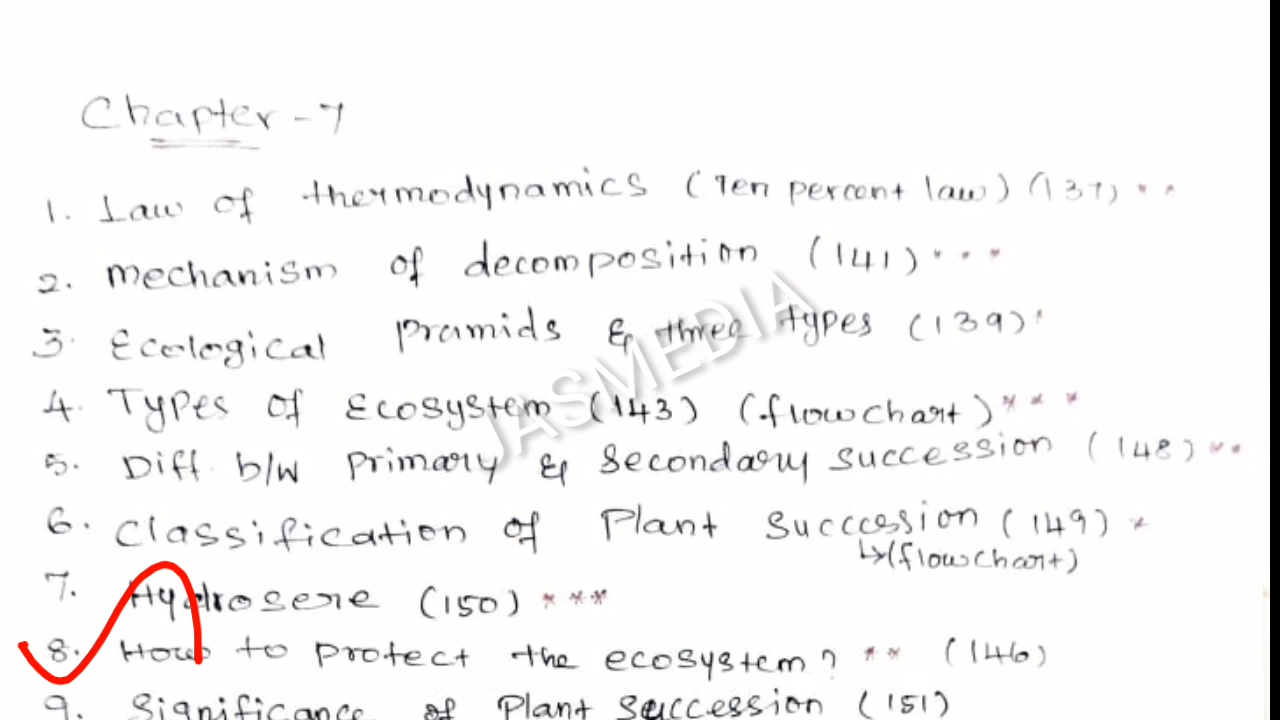 Chapter - 7
1. Law of thermodynamics (Ten percent law) (137) **
2. Mechanism of decomposition (141) ***
3. Ecological pramids & three types (139) *
4. Types of Ecosystem (143) (flowchart) ***
5. Diff b/w Primary & Secondary succession (148) **
6. Classification of Plant Succcession (149) *
↳(flowchart)
7. Hydrosere (150) ***
8. How to protect the ecosystem? ** (146)
9. Significance of Plant Succession (151)
JASMEDIA